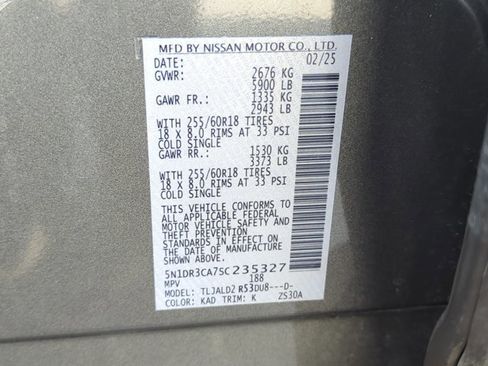 MFD BY NISSAN MOTOR CO., LTD.
DATE: 02/25
GVWR: 2676 KG
5900 LB
GAWR FR.: 1335 KG
2943 LB
WITH 255/60R18 TIRES
18 X 8.0 RIMS AT 33 PSI
COLD SINGLE
GAWR RR.: 1530 KG
3373 LB
WITH 255/60R18 TIRES
18 X 8.0 RIMS AT 33 PSI
COLD SINGLE
THIS VEHICLE CONFORMS TO
ALL APPLICABLE FEDERAL
MOTOR VEHICLE SAFETY AND
THEFT PREVENTION
STANDARDS IN EFFECT ON
THE DATE OF MANUFACTURE
SHOWN ABOVE.
5N1DR3CA7SC235327
MPV 188
MODEL: TLJALD2 R53DU8---D-
COLOR: KAD TRIM: K ZS30A